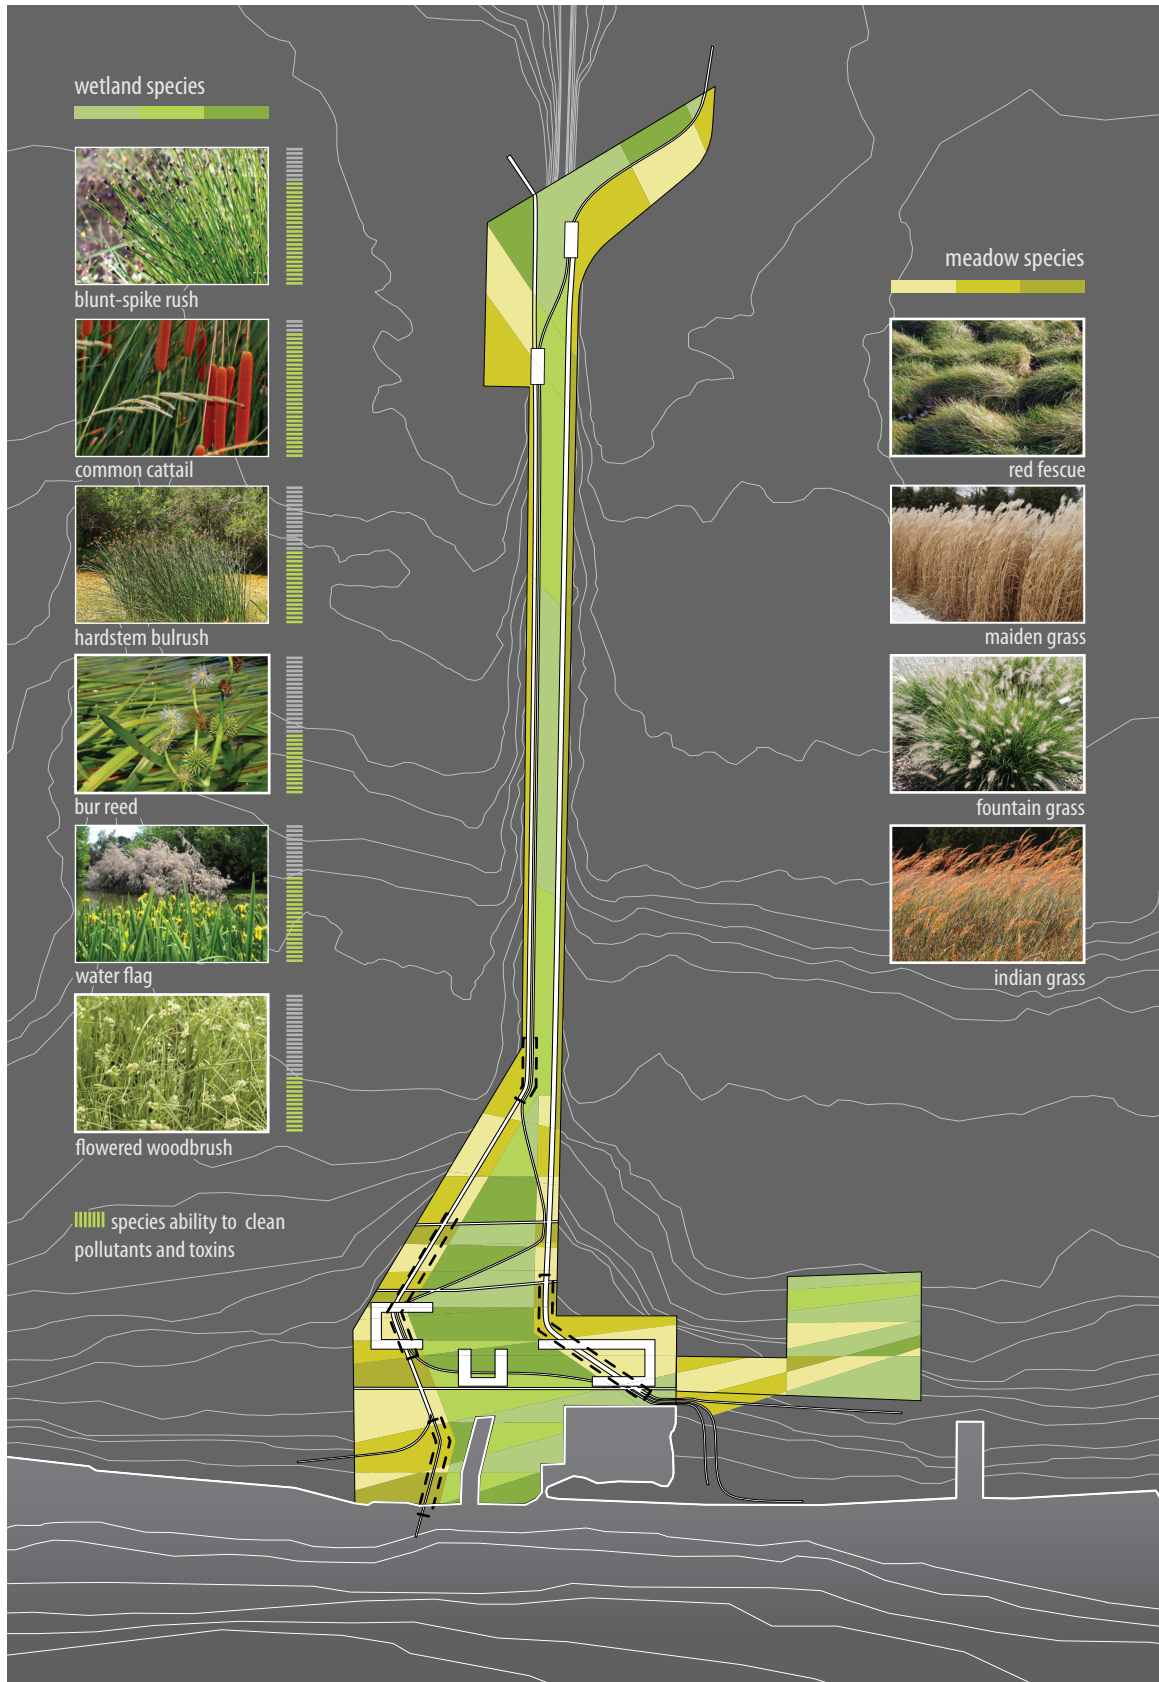 wetland species
blunt-spike rush
common cattail
hardstem bulrush
bur reed
water flag
flowered woodbrush
species ability to clean
pollutants and toxins
meadow species
red fescue
maiden grass
fountain grass
indian grass